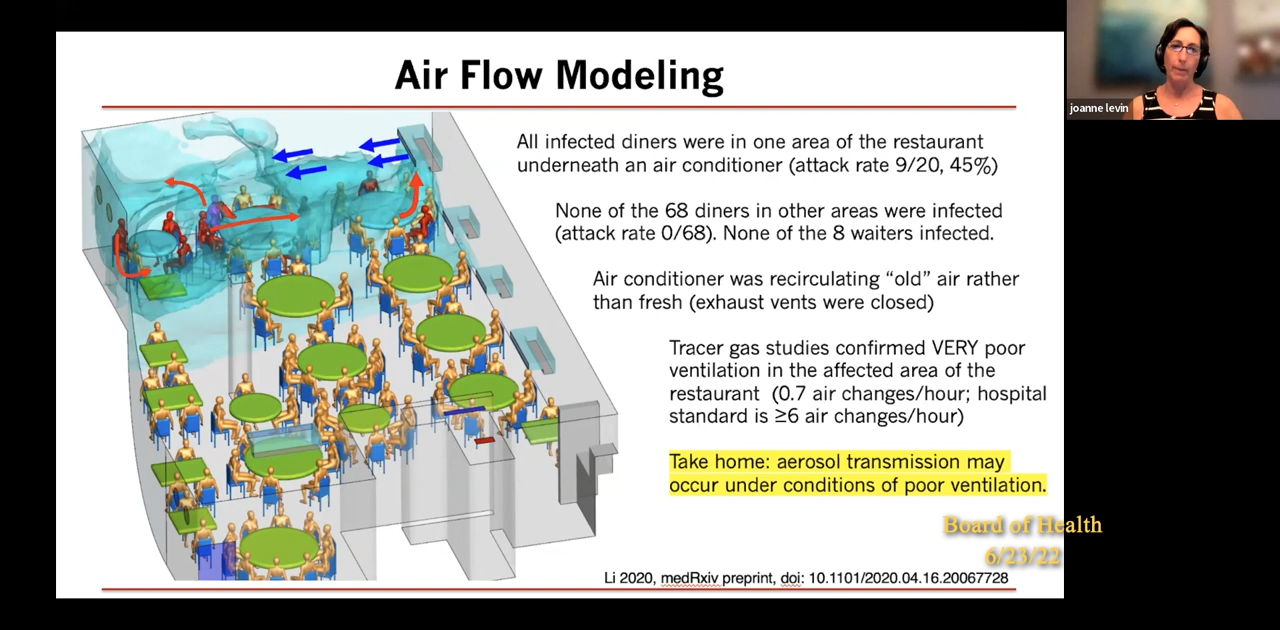 Air Flow Modeling
joanne levin
All infected diners were in one area of the restaurant
underneath an air conditioner (attack rate 9/20, 45%)
None of the 68 diners in other areas were infected
(attack rate 0/68). None of the 8 waiters infected.
Air conditioner was recirculating “old” air rather
than fresh (exhaust vents were closed)
Tracer gas studies confirmed VERY poor
ventilation in the affected area of the
restaurant (0.7 air changes/hour; hospital
standard is ≥6 air changes/hour)
Take home: aerosol transmission may
occur under conditions of poor ventilation.
Board of Health
6/23/22
Li 2020, medRxiv preprint, doi: 10.1101/2020.04.16.20067728